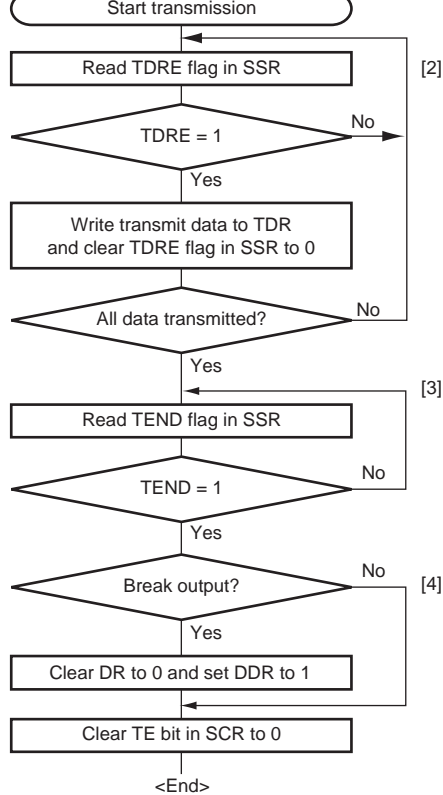 Start transmission
Read TDRE flag in SSR
[2]
TDRE = 1
No
Yes
Write transmit data to TDR
and clear TDRE flag in SSR to 0
All data transmitted?
No
Yes
[3]
Read TEND flag in SSR
TEND = 1
No
Yes
Break output?
No
[4]
Yes
Clear DR to 0 and set DDR to 1
Clear TE bit in SCR to 0
<End>